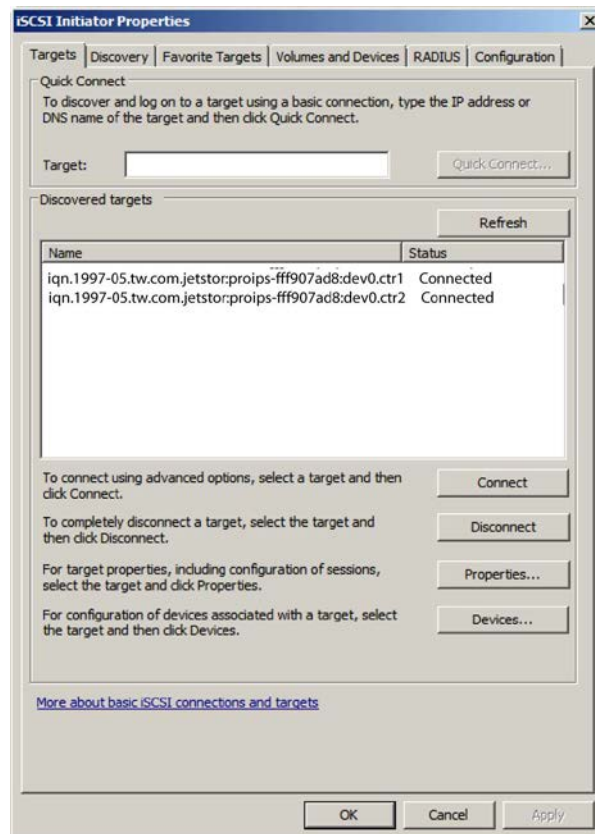 iSCSI Initiator Properties
Targets Discovery Favorite Targets Volumes and Devices RADIUS Configuration
Quick Connect
To discover and log on to a target using a basic connection, type the IP address or
DNS name of the target and then click Quick Connect.
Target: Quick Connect...
Discovered targets
Refresh
Name Status
iqn.1997-05.tw.com.jetstor:proips-fff907ad8:dev0.ctr1 Connected
iqn.1997-05.tw.com.jetstor:proips-fff907ad8:dev0.ctr2 Connected
To connect using advanced options, select a target and then
click Connect.
Connect
To completely disconnect a target, select the target and
then click Disconnect.
Disconnect
For target properties, including configuration of sessions,
select the target and click Properties.
Properties...
For configuration of devices associated with a target, select
the target and then click Devices.
Devices...
More about basic iSCSI connections and targets
OK Cancel Apply